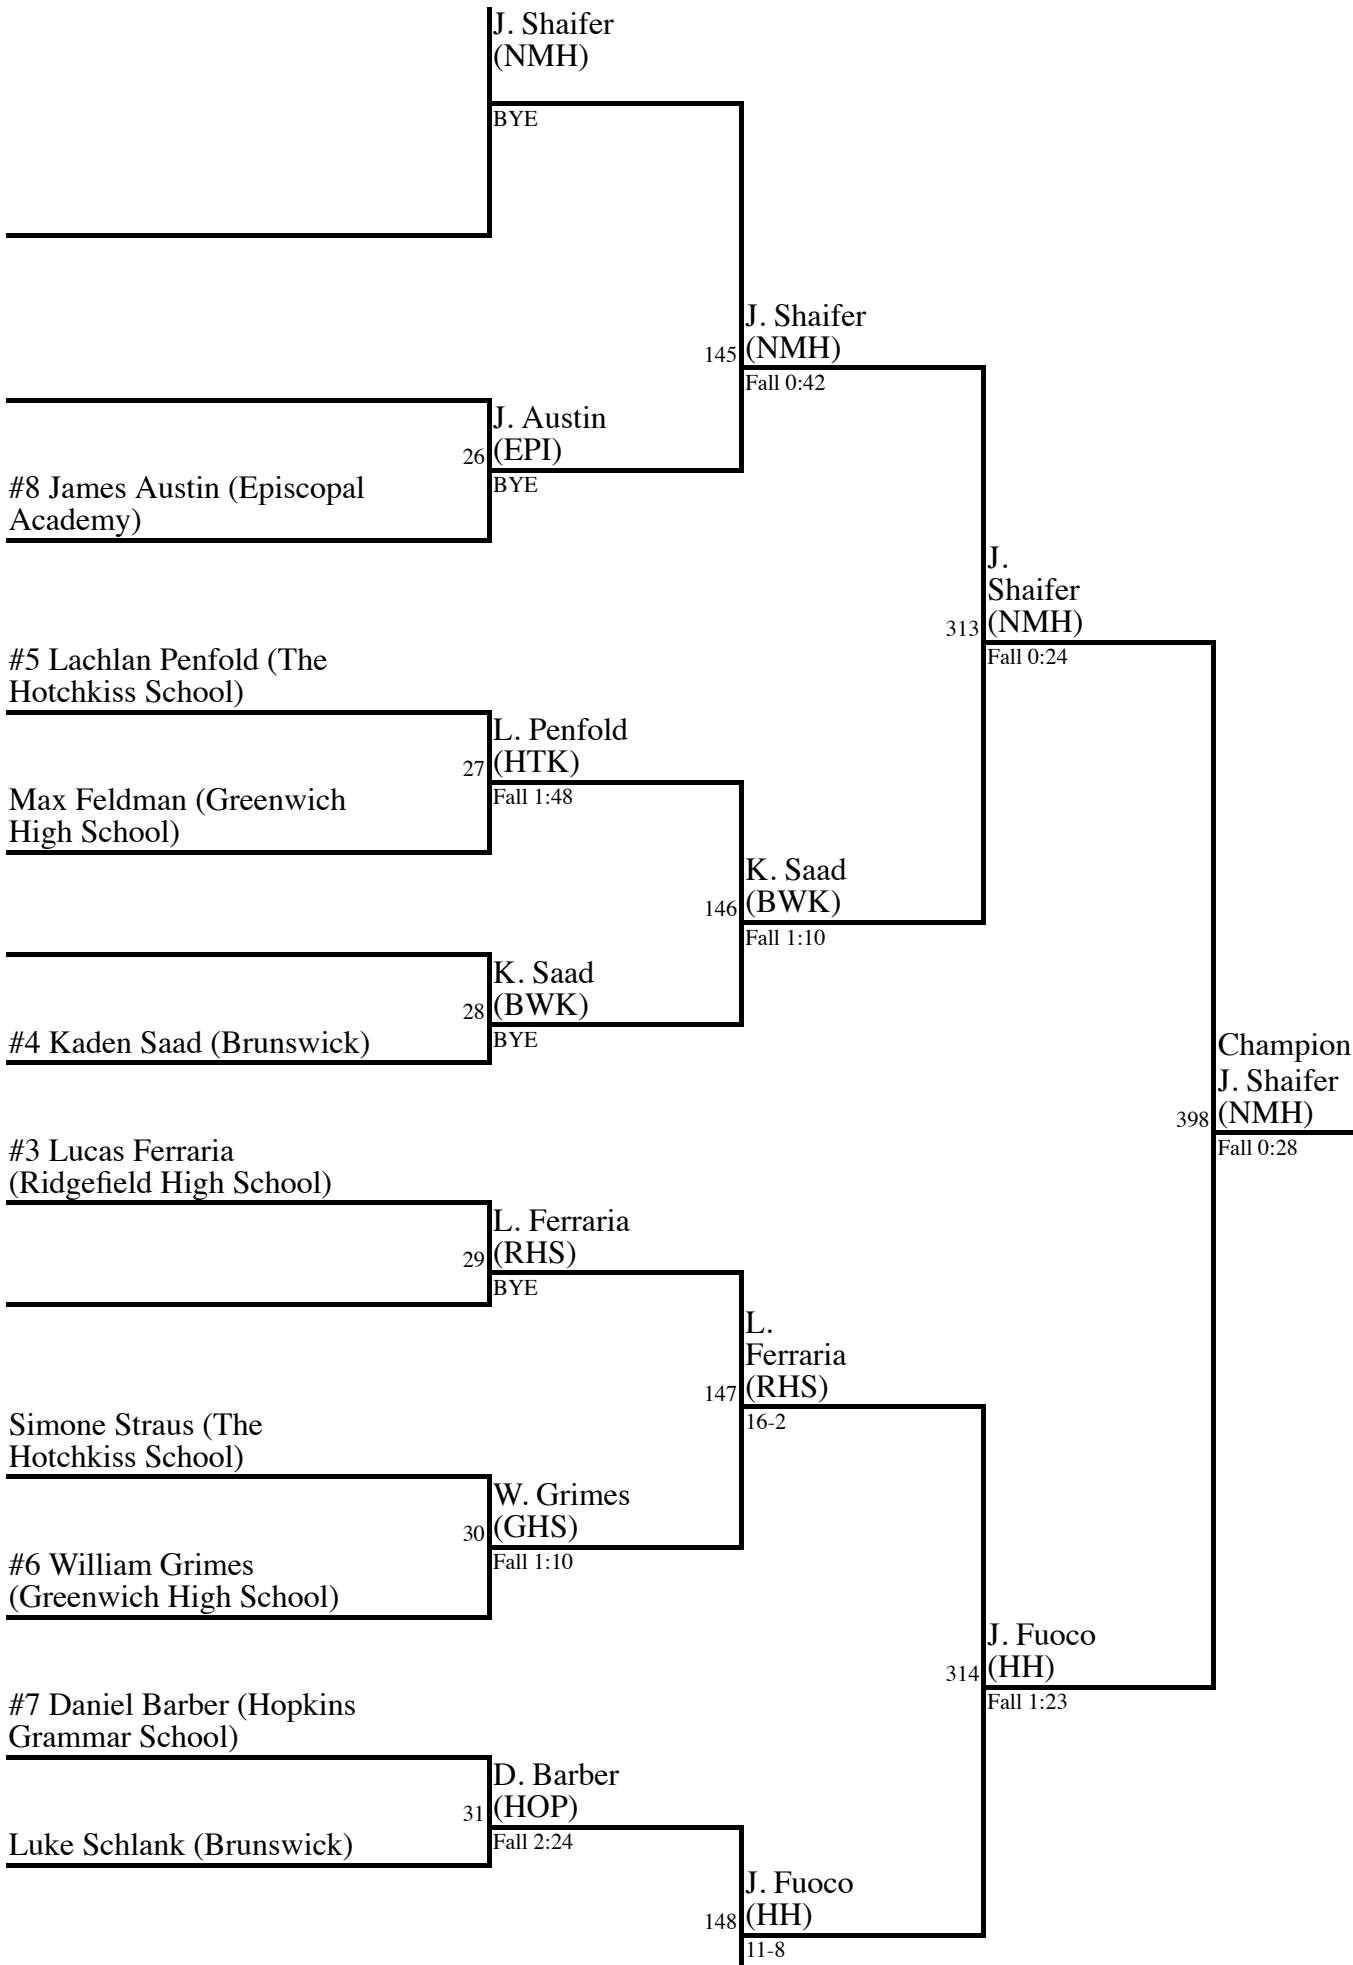 J. Shaifer
(NMH)
BYE
J. Shaifer
145 (NMH)
Fall 0:42
J. Austin
26 (EPI)
BYE
#8 James Austin (Episcopal
Academy)
J.
Shaifer
313 (NMH)
Fall 0:24
#5 Lachlan Penfold (The
Hotchkiss School)
L. Penfold
27 (HTK)
Fall 1:48
Max Feldman (Greenwich
High School)
K. Saad
146 (BWK)
Fall 1:10
K. Saad
28 (BWK)
BYE
#4 Kaden Saad (Brunswick)
Champion
J. Shaifer
398 (NMH)
Fall 0:28
#3 Lucas Ferraria
(Ridgefield High School)
L. Ferraria
29 (RHS)
BYE
L.
Ferraria
147 (RHS)
16-2
Simone Straus (The
Hotchkiss School)
W. Grimes
30 (GHS)
Fall 1:10
#6 William Grimes
(Greenwich High School)
J. Fuoco
314 (HH)
Fall 1:23
#7 Daniel Barber (Hopkins
Grammar School)
D. Barber
31 (HOP)
Fall 2:24
Luke Schlank (Brunswick)
J. Fuoco
148 (HH)
11-8